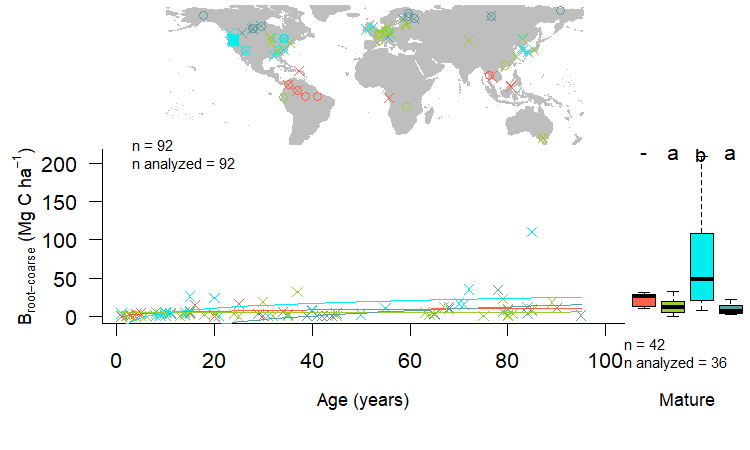 n = 92
n analyzed = 92
B root−coarse (Mg C ha⁻¹)
200
150
100
50
0
0 20 40 60 80 100
Age (years)
- a b a
n = 42
n analyzed = 36
Mature